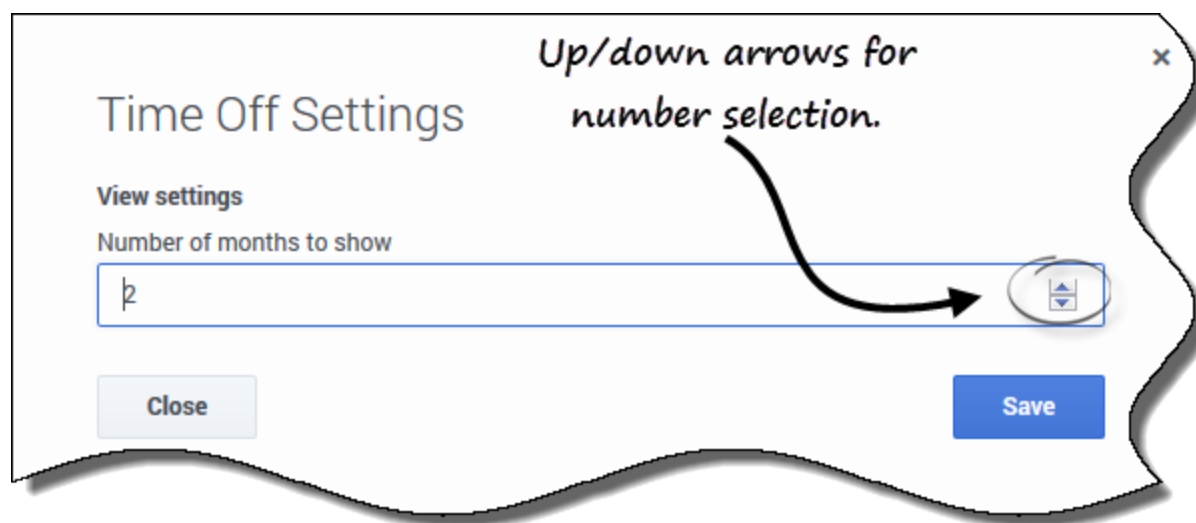 Up/down arrows for
number selection.
×
Time Off Settings
View settings
Number of months to show
2
Close
Save